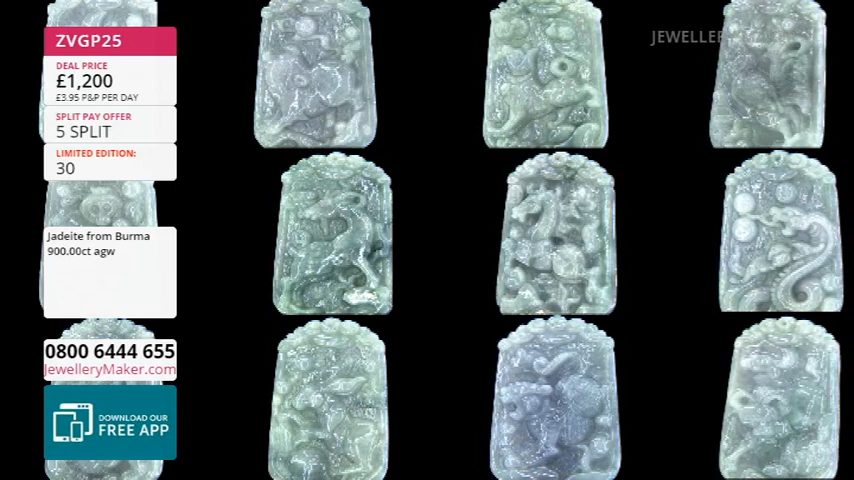 ZVGP25
DEAL PRICE
£1,200
£3.95 P&P PER DAY
SPLIT PAY OFFER
5 SPLIT
LIMITED EDITION:
30
Jadeite from Burma
900.00ct agw
0800 6444 655
JewelleryMaker.com
DOWNLOAD OUR
FREE APP